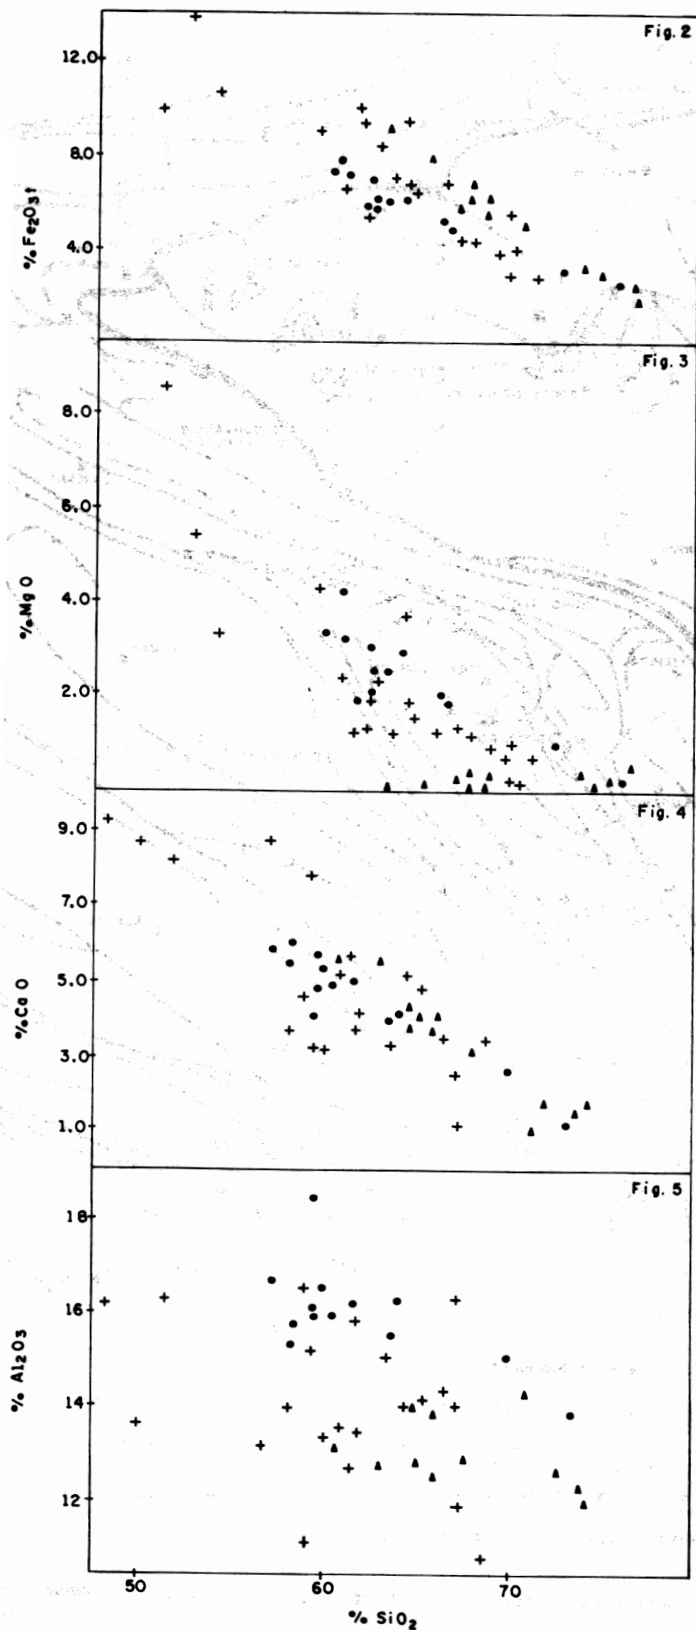 Fig. 2
12.0
8.0
4.0
% Fe₂O₃t
Fig. 3
8.0
6.0
4.0
2.0
% MgO
Fig. 4
9.0
7.0
5.0
3.0
1.0
% CaO
Fig. 5
18
16
14
12
% Al₂O₃
50
60
70
% SiO₂